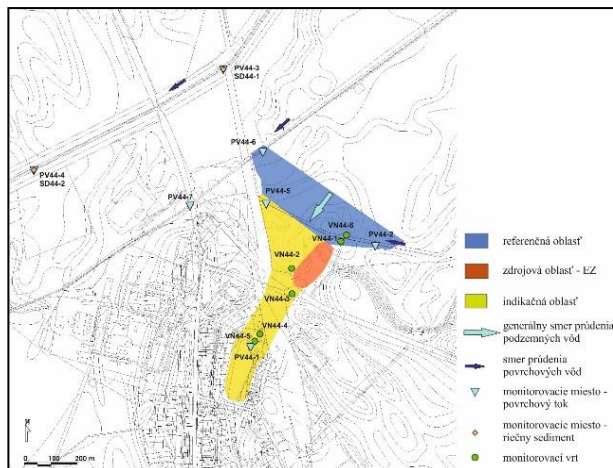 PV44-3
SD44-1
PV44-6
PV44-4
SD44-2
PV44-7
PV44-5
VN44-6
VN44-1
PV44-2
VN44-2
VN44-3
VN44-4
VN44-5
PV44-1
N
0 100 200 m
referenčná oblasť
zdrojová oblasť - EZ
indikačná oblasť
generálny smer prúdenia
podzemných vôd
smer prúdenia
povrchových vôd
monitorovacie miesto -
povrchový tok
monitorovacie miesto -
riečny sediment
monitorovací vrt